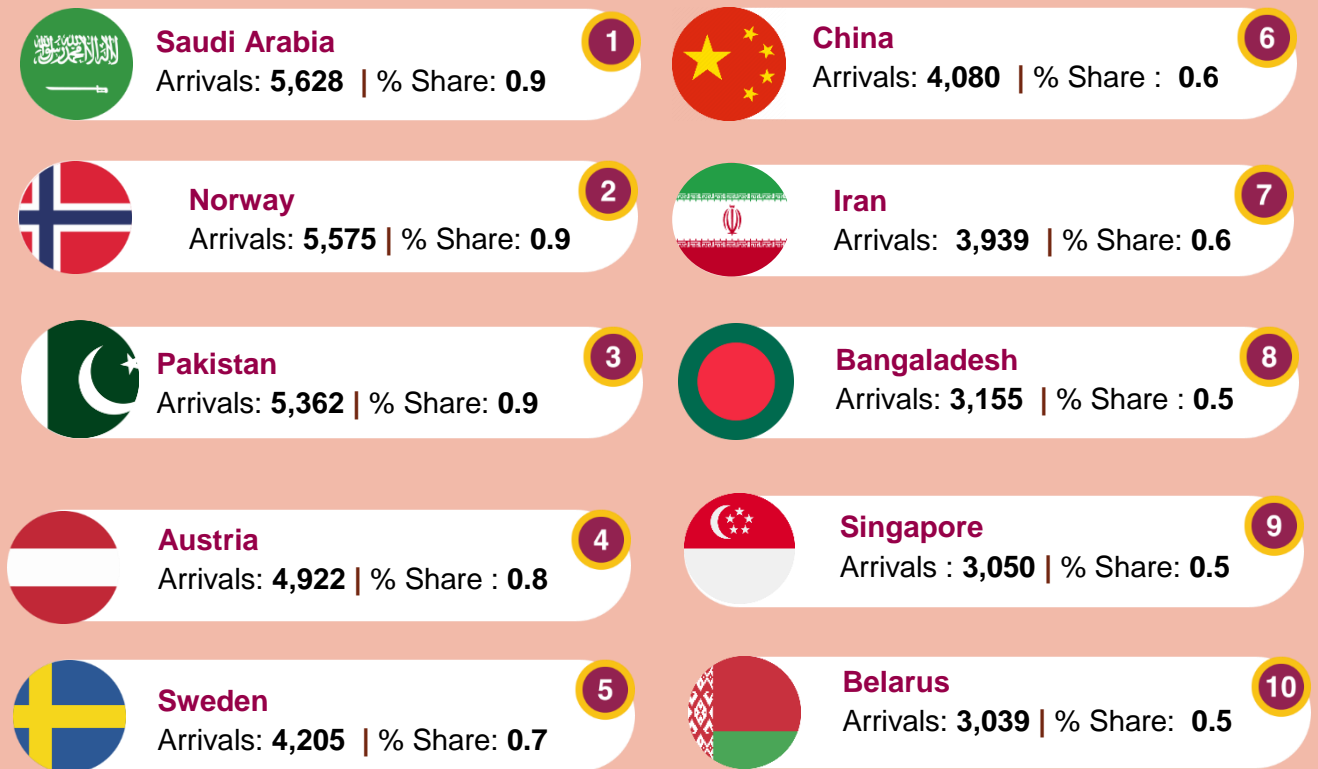 Saudi Arabia
Arrivals: 5,628 | % Share: 0.9
1
Norway
Arrivals: 5,575 | % Share: 0.9
2
Pakistan
Arrivals: 5,362 | % Share: 0.9
3
Austria
Arrivals: 4,922 | % Share : 0.8
4
Sweden
Arrivals: 4,205 | % Share: 0.7
5
China
Arrivals: 4,080 | % Share : 0.6
6
Iran
Arrivals: 3,939 | % Share: 0.6
7
Bangaladesh
Arrivals: 3,155 | % Share : 0.5
8
Singapore
Arrivals : 3,050 | % Share: 0.5
9
Belarus
Arrivals: 3,039 | % Share: 0.5
10